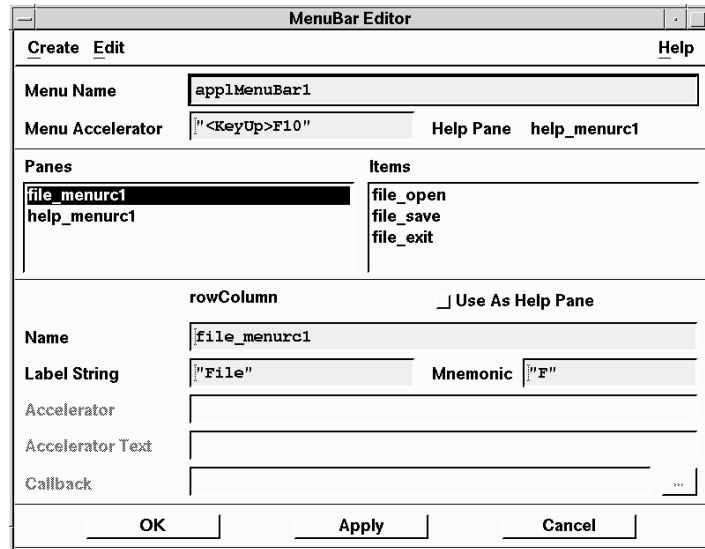 MenuBar Editor
Create Edit Help
Menu Name applMenuBar1
Menu Accelerator "<KeyUp>F10" Help Pane help_menurc1
Panes Items
file_menurc1 file_open
help_menurc1 file_save
file_exit
rowColumn Use As Help Pane
Name file_menurc1
Label String "File" Mnemonic "F"
Accelerator
Accelerator Text
Callback ...
OK Apply Cancel